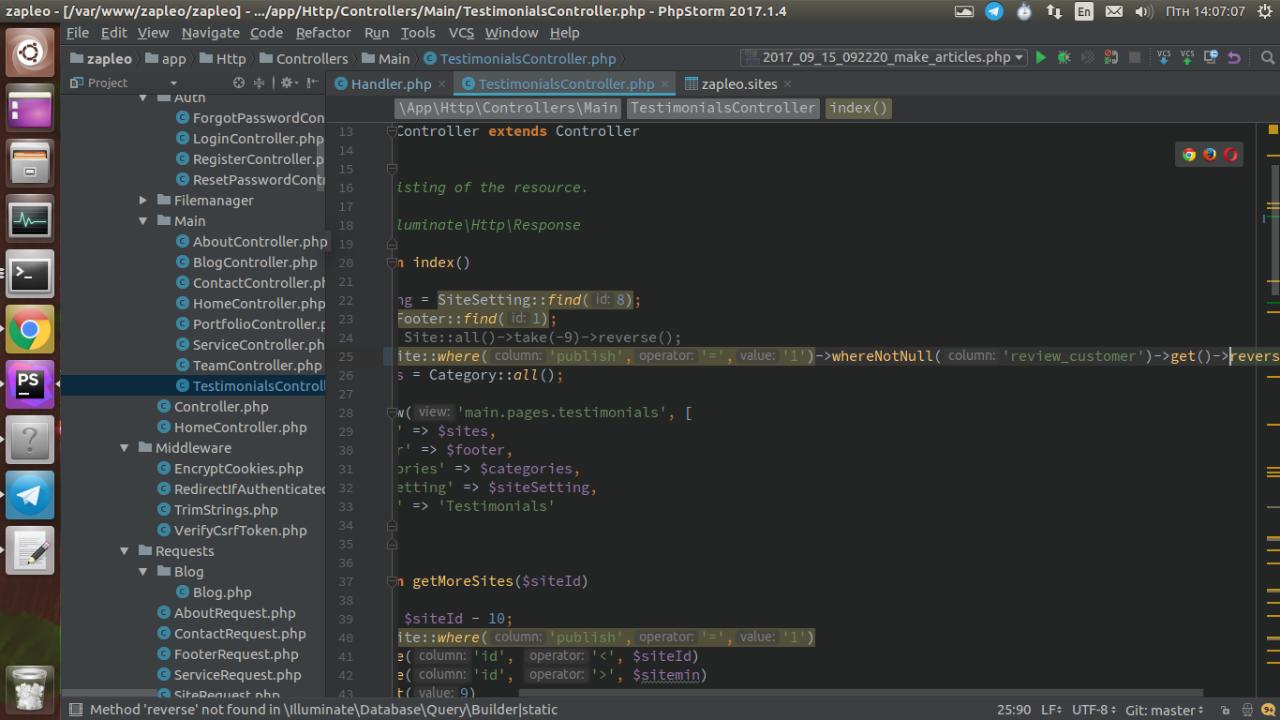 zapleo - [/var/www/zapleo/zapleo] - .../app/Http/Controllers/Main/TestimonialsController.php - PhpStorm 2017.1.4
En
Птн 14:07:07
File Edit View Navigate Code Refactor Run Tools VCS Window Help
zapleo app Http Controllers Main TestimonialsController.php
2017_09_15_092220_make_articles.php
VCS VCS
Project
Handler.php TestimonialsController.php zapleo.sites
\App\Http\Controllers\Main TestimonialsController index()
Auth
ForgotPasswordCon
LoginController.php
RegisterController.php
ResetPasswordCont
Filemanager
Main
AboutController.php
BlogController.php
ContactController.ph
HomeController.php
PortfolioController.ph
ServiceController.php
TeamController.php
TestimonialsControll
Controller.php
HomeController.php
Middleware
EncryptCookies.php
RedirectIfAuthenticated
TrimStrings.php
VerifyCsrfToken.php
Requests
Blog
Blog.php
AboutRequest.php
ContactRequest.php
FooterRequest.php
ServiceRequest.php
SiteRequest.php
PS
13 Controller extends Controller
14
15
16 isting of the resource.
17
18 lluminate\Http\Response
19
20 n index()
21
22 ng = SiteSetting::find( id: 8);
23 Footer::find( id: 1);
24 Site::all()->take(-9)->reverse();
25 ite::where( column: 'publish', operator: '=', value: '1')->whereNotNull( column: 'review_customer')->get()->revers
26 s = Category::all();
27
28 w( view: 'main.pages.testimonials', [
29 ' => $sites,
30 r' => $footer,
31 ories' => $categories,
32 etting' => $siteSetting,
33 ' => 'Testimonials'
34
35
36
37 n getMoreSites($siteId)
38
39 $siteId - 10;
40 ite::where( column: 'publish', operator: '=', value: '1')
41 e( column: 'id', operator: '<', $siteId)
42 e( column: 'id', operator: '>', $sitemin)
43 t( value: 9)
Method 'reverse' not found in \Illuminate\Database\Query\Builder|static
25:90 LF÷ UTF-8÷ Git: master÷